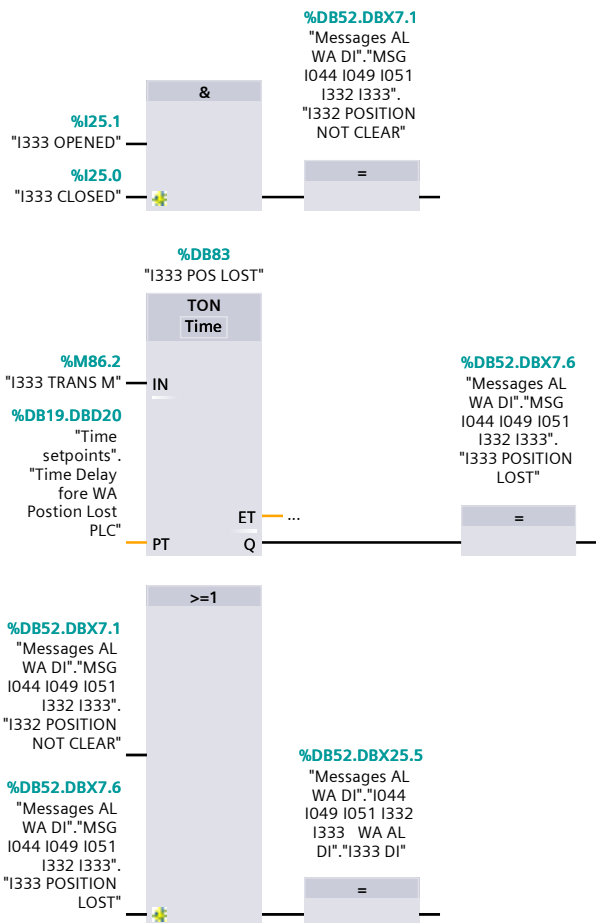 %DB52.DBX7.1
"Messages AL
WA DI"."MSG
I044 I049 I051
I332 I333".
"I332 POSITION
NOT CLEAR"
&
%I25.1
"I333 OPENED"
%I25.0
"I333 CLOSED"
=
%DB83
"I333 POS LOST"
TON
Time
%M86.2
"I333 TRANS M"
IN
%DB19.DBD20
"Time
setpoints".
"Time Delay
fore WA
Postion Lost
PLC"
PT
ET
...
Q
%DB52.DBX7.6
"Messages AL
WA DI"."MSG
I044 I049 I051
I332 I333".
"I333 POSITION
LOST"
=
>=1
%DB52.DBX7.1
"Messages AL
WA DI"."MSG
I044 I049 I051
I332 I333".
"I332 POSITION
NOT CLEAR"
%DB52.DBX7.6
"Messages AL
WA DI"."MSG
I044 I049 I051
I332 I333".
"I333 POSITION
LOST"
%DB52.DBX25.5
"Messages AL
WA DI"."I044
I049 I051 I332
I333 WA AL
DI"."I333 DI"
=